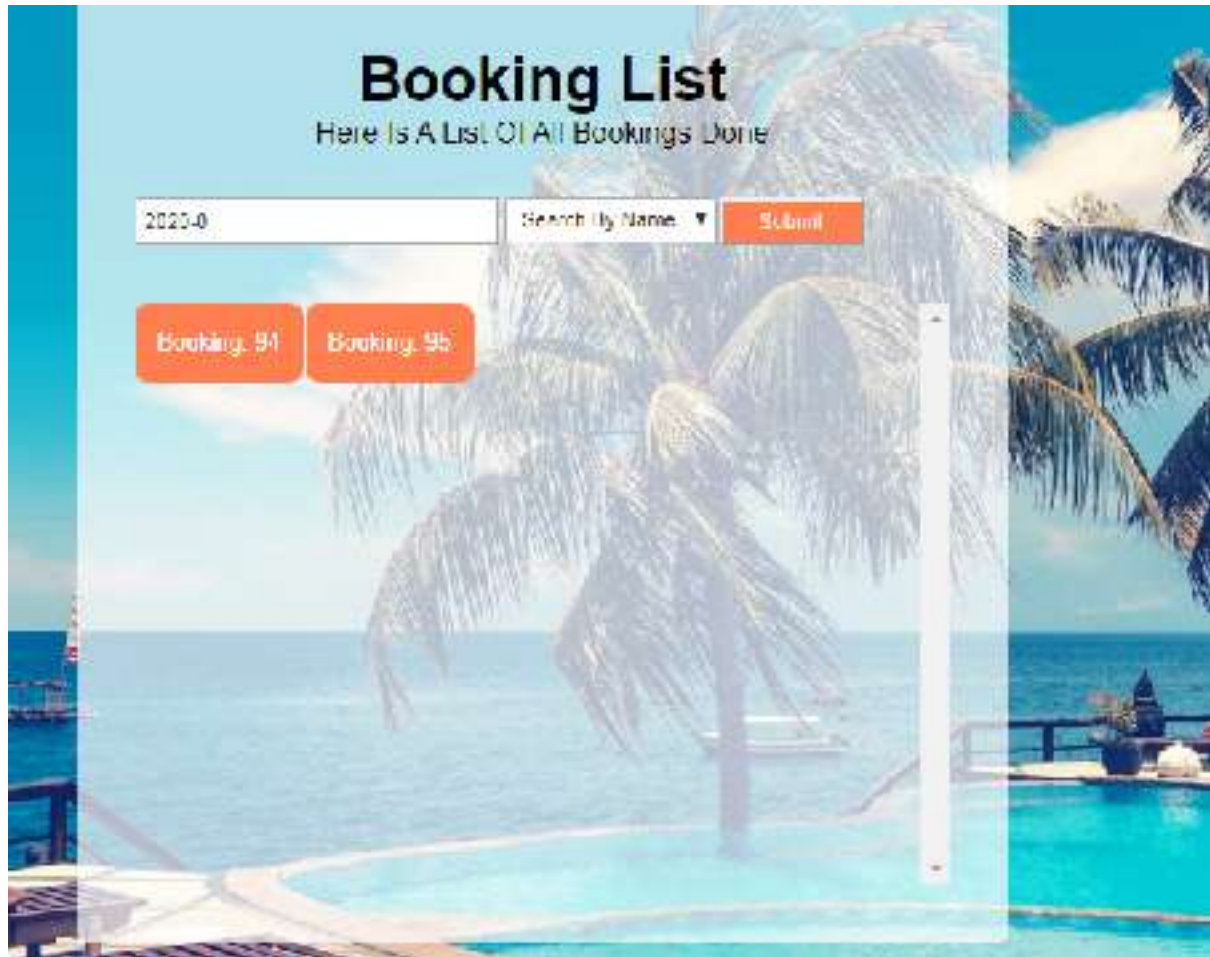 Booking List
Here Is A List Of All Bookings Done
2020-0
Search By Name
Submit
Booking: 94
Booking: 95